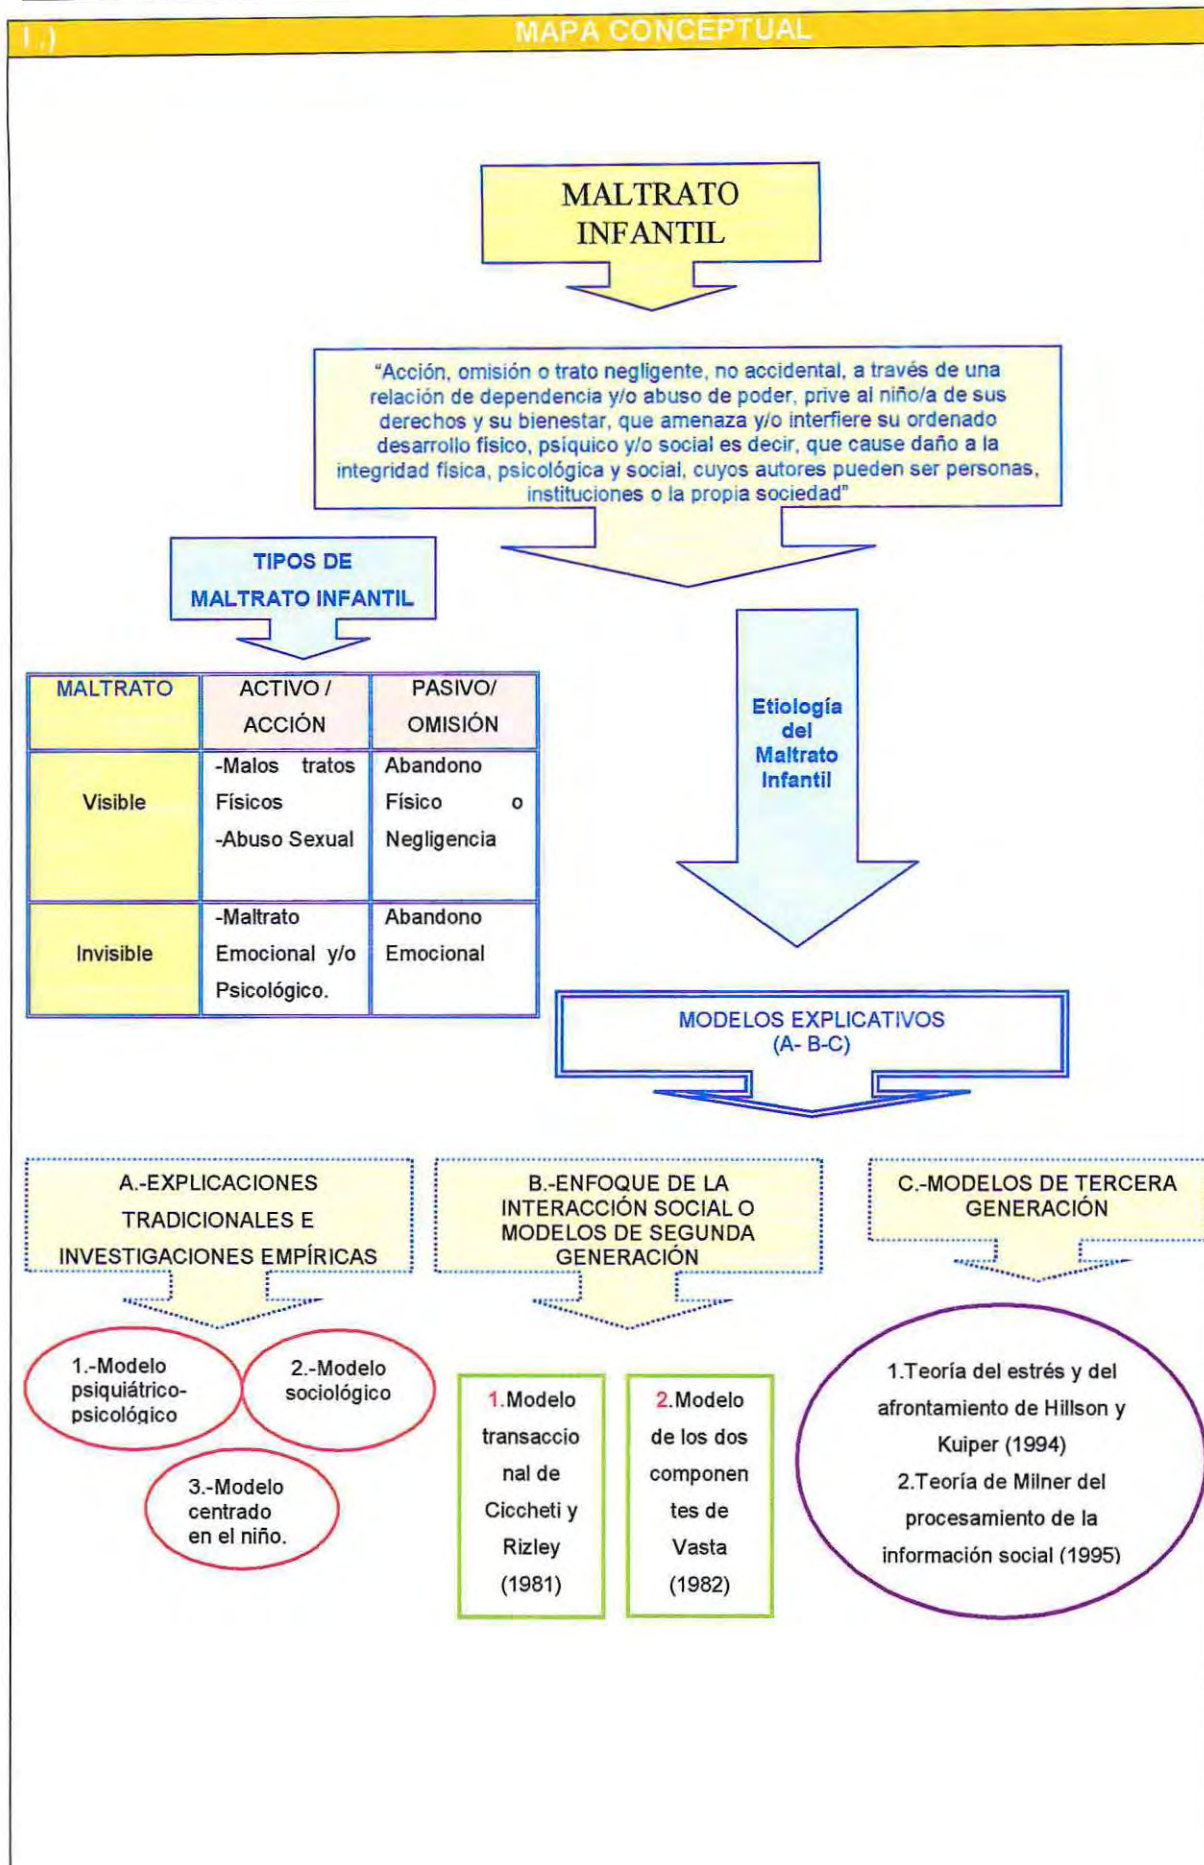 I.) MAPA CONCEPTUAL
MALTRATO
INFANTIL
“Acción, omisión o trato negligente, no accidental, a través de una
relación de dependencia y/o abuso de poder, prive al niño/a de sus
derechos y su bienestar, que amenaza y/o interfiere su ordenado
desarrollo físico, psíquico y/o social es decir, que cause daño a la
integridad física, psicológica y social, cuyos autores pueden ser personas,
instituciones o la propia sociedad”
TIPOS DE
MALTRATO INFANTIL
MALTRATO
ACTIVO /
ACCIÓN
PASIVO/
OMISIÓN
Visible
-Malos tratos
Físicos
-Abuso Sexual
Abandono
Físico o
Negligencia
Invisible
-Maltrato
Emocional y/o
Psicológico.
Abandono
Emocional
Etiología
del
Maltrato
Infantil
MODELOS EXPLICATIVOS
(A- B-C)
A.-EXPLICACIONES
TRADICIONALES E
INVESTIGACIONES EMPÍRICAS
1.-Modelo
psiquiátrico-
psicológico
2.-Modelo
sociológico
3.-Modelo
centrado
en el niño.
B.-ENFOQUE DE LA
INTERACCIÓN SOCIAL O
MODELOS DE SEGUNDA
GENERACIÓN
1.Modelo
transaccio
nal de
Ciccheti y
Rizley
(1981)
2.Modelo
de los dos
componen
tes de
Vasta
(1982)
C.-MODELOS DE TERCERA
GENERACIÓN
1.Teoría del estrés y del
afrontamiento de Hillson y
Kuiper (1994)
2.Teoría de Milner del
procesamiento de la
información social (1995)